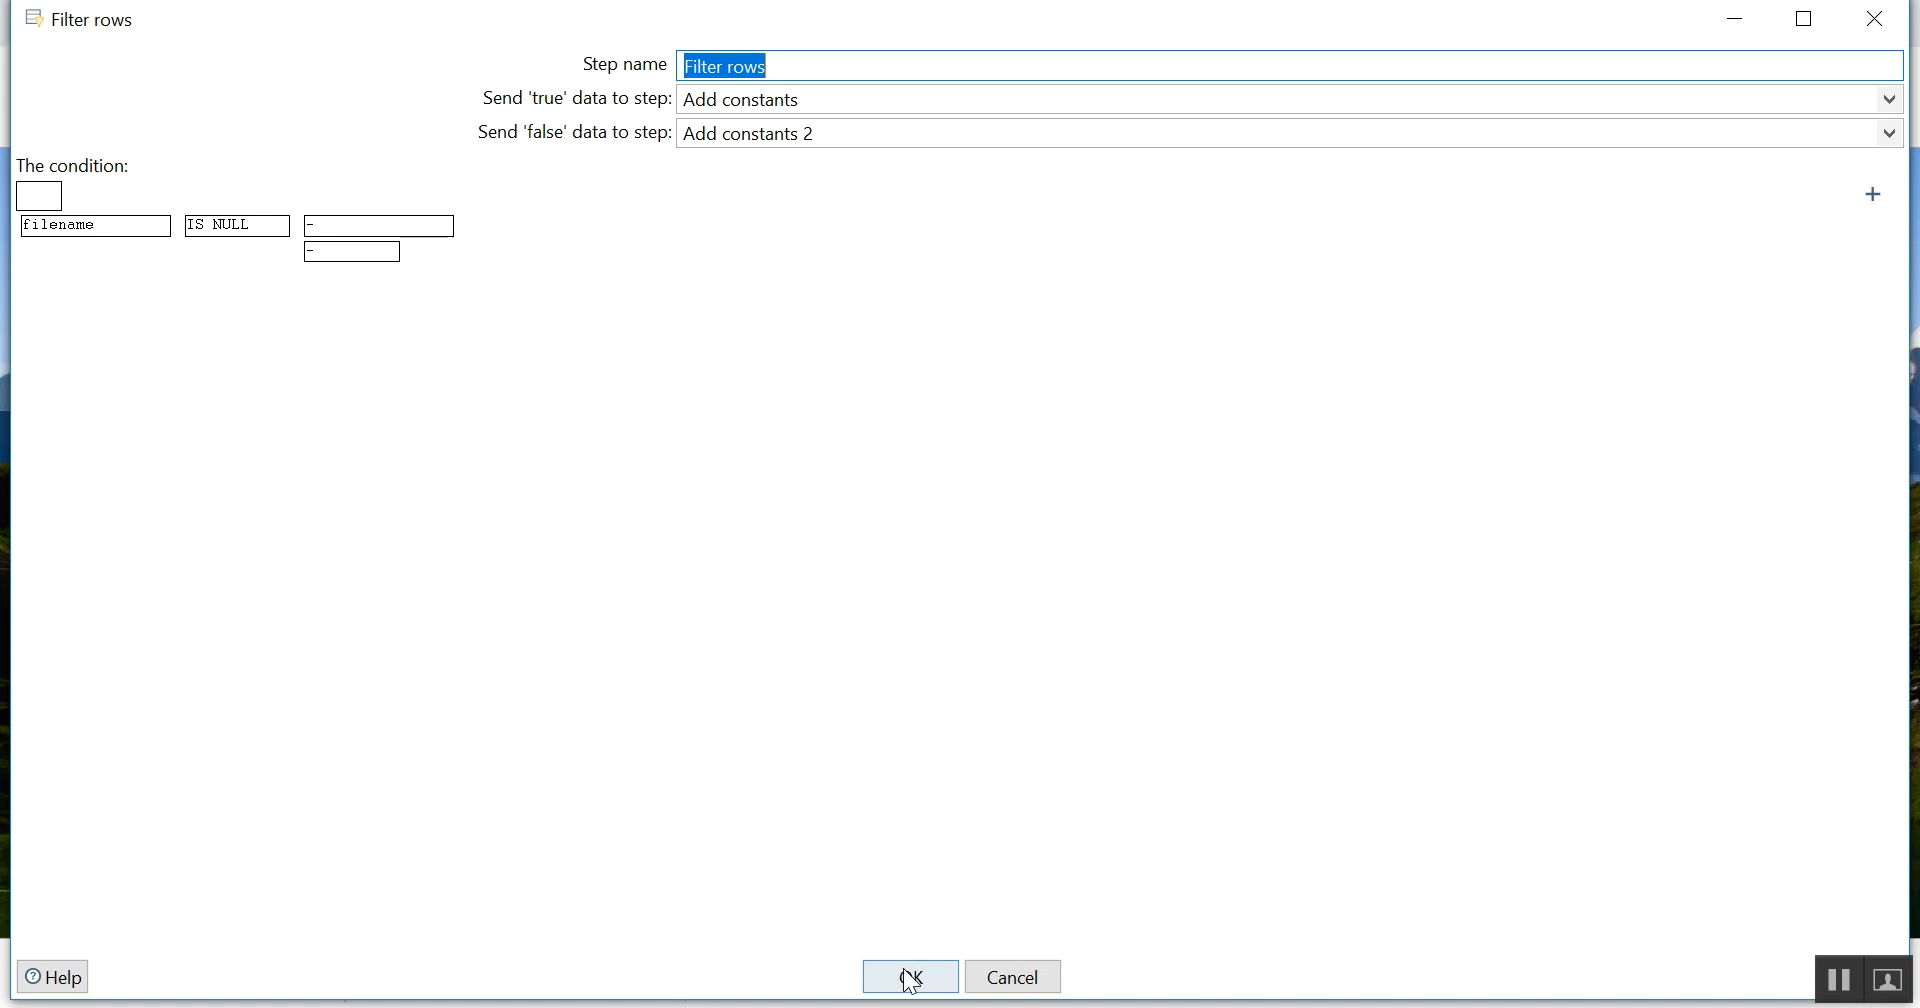 Filter rows
Step name Filter rows
Send 'true' data to step: Add constants
Send 'false' data to step: Add constants 2
The condition:
+
filename IS NULL -
-
Help OK Cancel